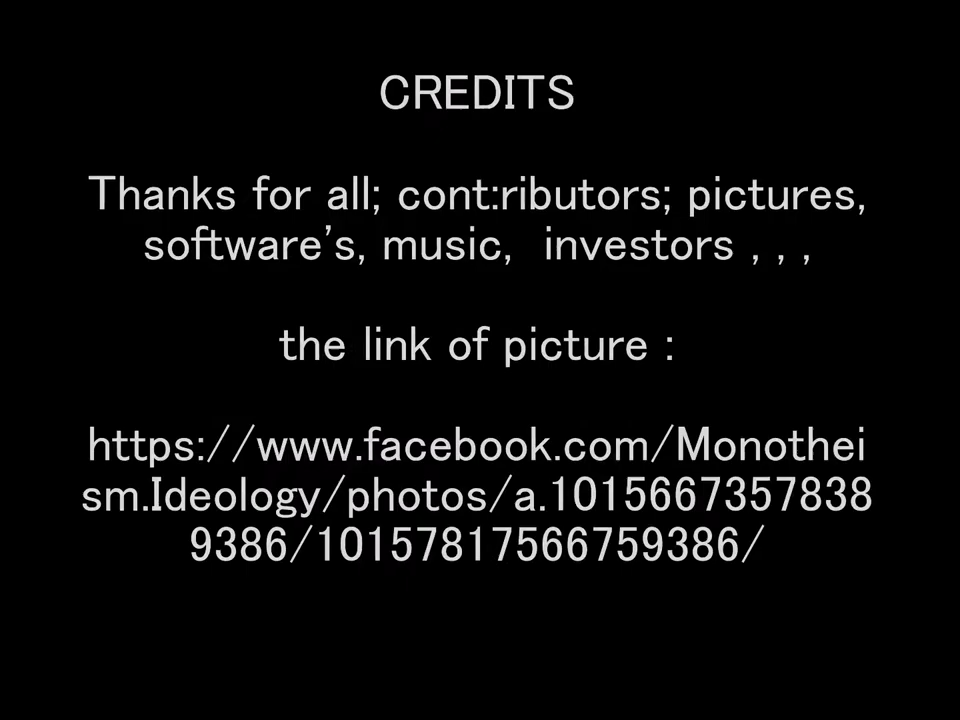 CREDITS
Thanks for all; cont:ributors; pictures,
software's, music, investors , , ,
the link of picture :
https://www.facebook.com/Monothei
sm.Ideology/photos/a.1015667357838
9386/10157817566759386/